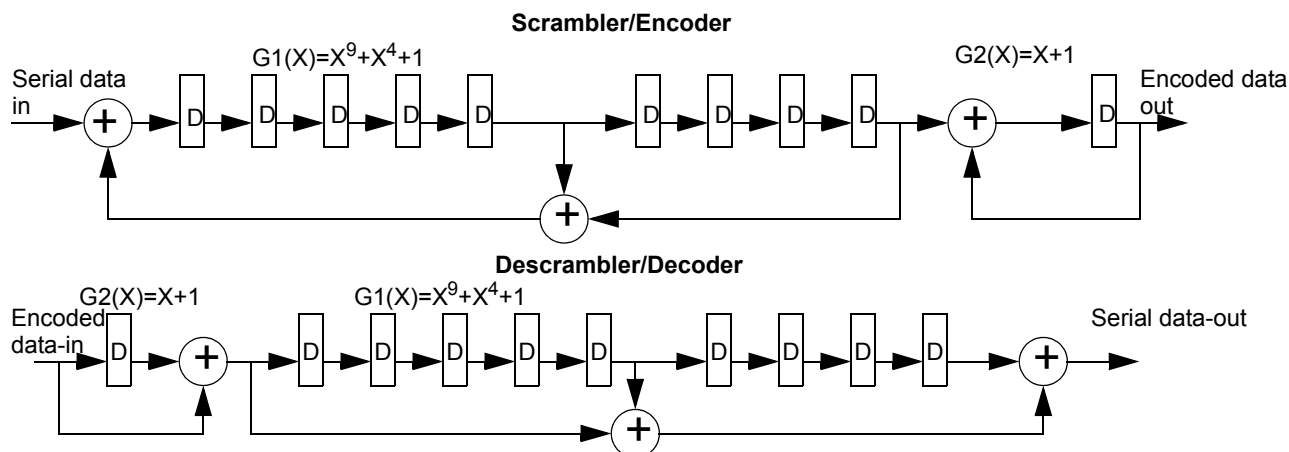 Scrambler/Encoder
G1(X)=X⁹+X⁴+1
G2(X)=X+1
Serial data
in
Encoded data
out
+ D D D D D D D D D + D
+
Descrambler/Decoder
G2(X)=X+1
G1(X)=X⁹+X⁴+1
Encoded
data-in
Serial data-out
D + D D D D D D D D D +
+